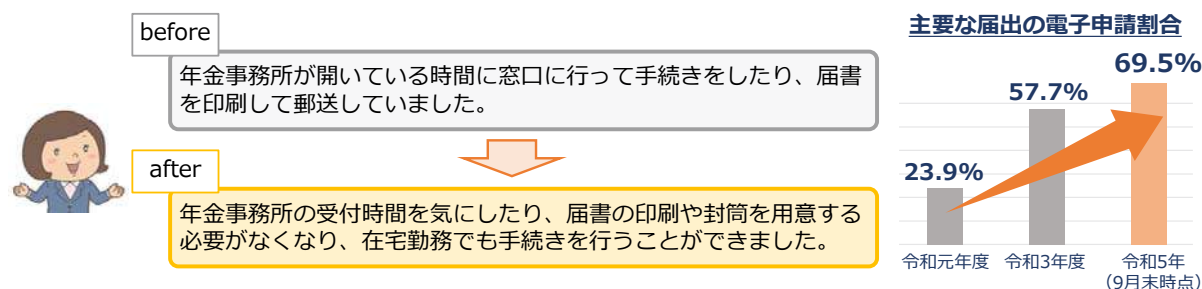 before
年金事務所が開いている時間に窓口に行って手続きをしたり、届書
を印刷して郵送していました。
after
年金事務所の受付時間を気にしたり、届書の印刷や封筒を用意する
必要がなくなり、在宅勤務でも手続きを行うことができました。
主要な届出の電子申請割合
69.5%
57.7%
23.9%
令和元年度 令和3年度 令和5年
(9月末時点)